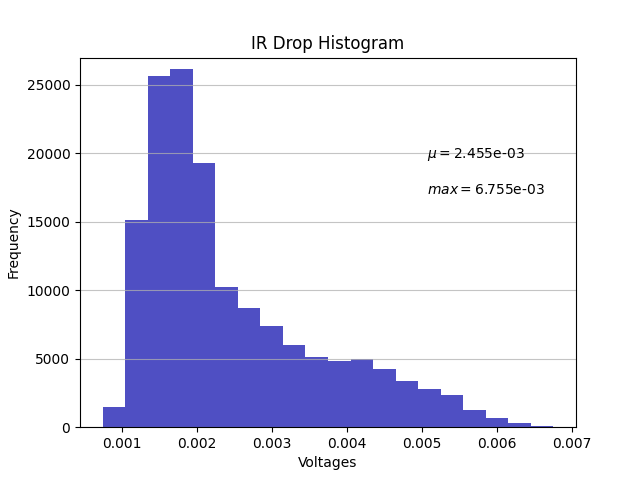 IR Drop Histogram
25000
20000
15000
10000
5000
0
Frequency
μ = 2.455e-03
max = 6.755e-03
0.001 0.002 0.003 0.004 0.005 0.006 0.007
Voltages